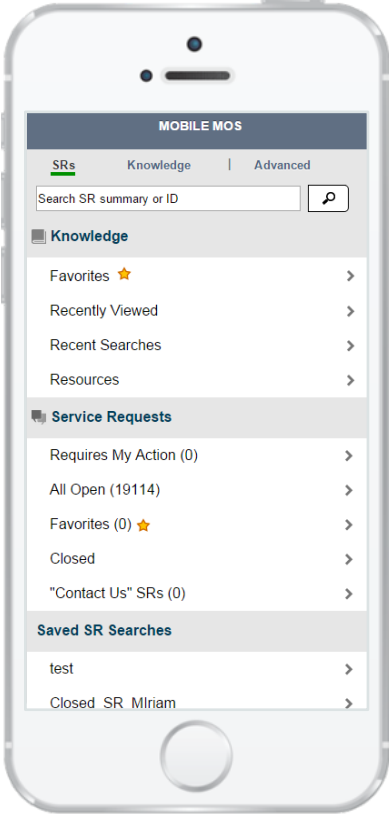 MOBILE MOS
SRs Knowledge | Advanced
Search SR summary or ID
Knowledge
Favorites
Recently Viewed
Recent Searches
Resources
Service Requests
Requires My Action (0)
All Open (19114)
Favorites (0)
Closed
"Contact Us" SRs (0)
Saved SR Searches
test
Closed_SR_MIriam